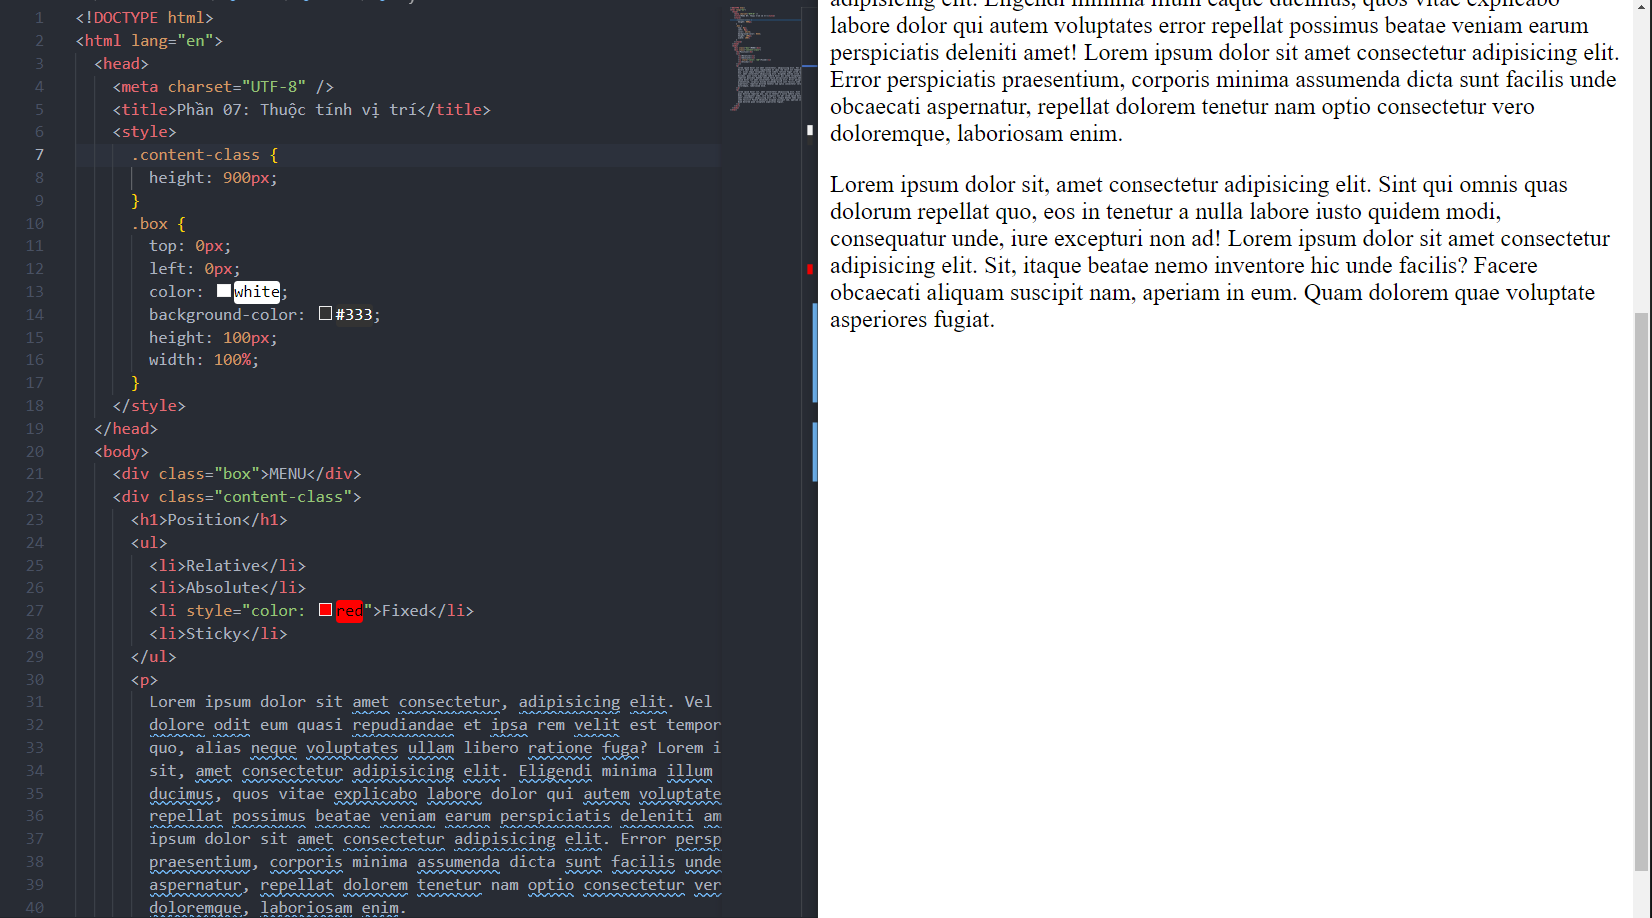 1 <!DOCTYPE html>
2 <html lang="en">
3 <head>
4 <meta charset="UTF-8" />
5 <title>Phần 07: Thuộc tính vị trí</title>
6 <style>
7 .content-class {
8 height: 900px;
9 }
10 .box {
11 top: 0px;
12 left: 0px;
13 color: white;
14 background-color: #333;
15 height: 100px;
16 width: 100%;
17 }
18 </style>
19 </head>
20 <body>
21 <div class="box">MENU</div>
22 <div class="content-class">
23 <h1>Position</h1>
24 <ul>
25 <li>Relative</li>
26 <li>Absolute</li>
27 <li style="color: red">Fixed</li>
28 <li>Sticky</li>
29 </ul>
30 <p>
31 Lorem ipsum dolor sit amet consectetur, adipisicing elit. Vel
32 dolore odit eum quasi repudiandae et ipsa rem velit est tempor
33 quo, alias neque voluptates ullam libero ratione fuga? Lorem i
34 sit, amet consectetur adipisicing elit. Eligendi minima illum
35 ducimus, quos vitae explicabo labore dolor qui autem voluptate
36 repellat possimus beatae veniam earum perspiciatis deleniti am
37 ipsum dolor sit amet consectetur adipisicing elit. Error persp
38 praesentium, corporis minima assumenda dicta sunt facilis unde
39 aspernatur, repellat dolorem tenetur nam optio consectetur ver
40 doloremque, laboriosam enim.
adipisicing elit. Eligendi minima illum eaque ducimus, quos vitae explicabo
labore dolor qui autem voluptates error repellat possimus beatae veniam earum
perspiciatis deleniti amet! Lorem ipsum dolor sit amet consectetur adipisicing elit.
Error perspiciatis praesentium, corporis minima assumenda dicta sunt facilis unde
obcaecati aspernatur, repellat dolorem tenetur nam optio consectetur vero
doloremque, laboriosam enim.
Lorem ipsum dolor sit, amet consectetur adipisicing elit. Sint qui omnis quas
dolorum repellat quo, eos in tenetur a nulla labore iusto quidem modi,
consequatur unde, iure excepturi non ad! Lorem ipsum dolor sit amet consectetur
adipisicing elit. Sit, itaque beatae nemo inventore hic unde facilis? Facere
obcaecati aliquam suscipit nam, aperiam in eum. Quam dolorem quae voluptate
asperiores fugiat.